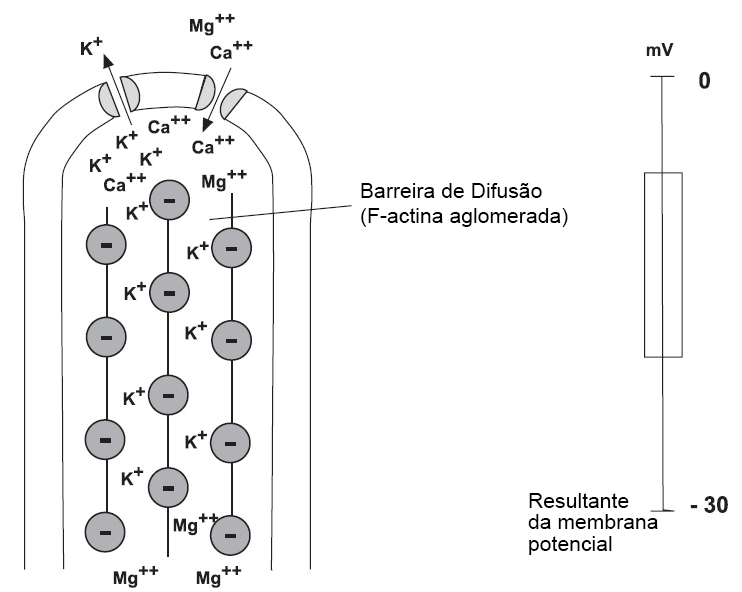 Mg++
K+
Ca++
mV
0
Ca++
K+
Ca++
K+
K+
Ca++
Mg++
Barreira de Difusão
(F-actina aglomerada)
K+
-
-
K+
-
K+
-
K+
-
-
K+
-
K+
-
-
K+
-
Resultante
da membrana
potencial
- 30
Mg++
-
-
Mg++
Mg++